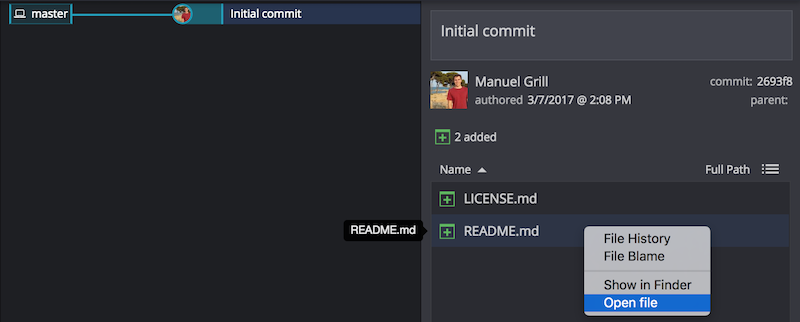 master
Initial commit
Initial commit
Manuel Grill
commit: 2693f8
authored 3/7/2017 @ 2:08 PM
parent:
2 added
Name
Full Path
LICENSE.md
README.md
README.md
File History
File Blame
Show in Finder
Open file